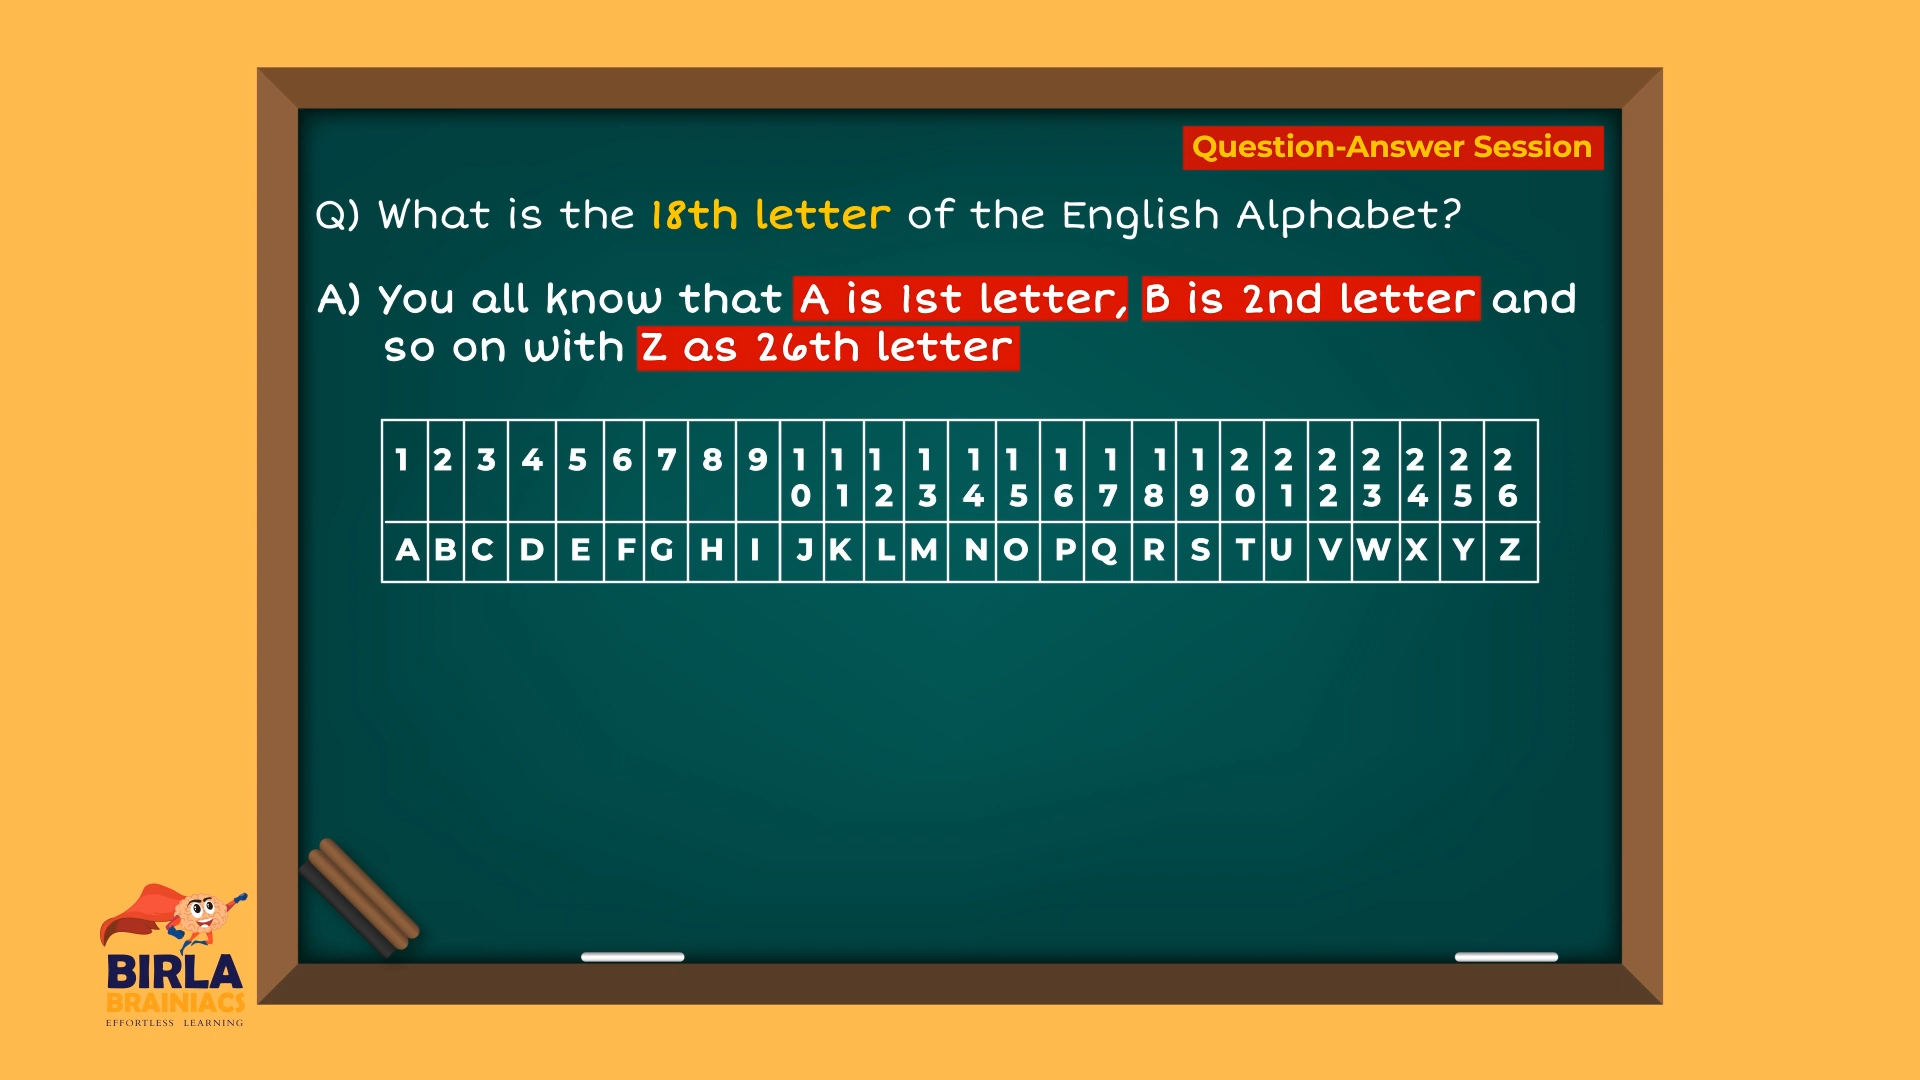 Question-Answer Session
Q) What is the 18th letter of the English Alphabet?
A) You all know that A is 1st letter, B is 2nd letter and
so on with Z as 26th letter
1 2 3 4 5 6 7 8 9 10 11 12 13 14 15 16 17 18 19 20 21 22 23 24 25 26
A B C D E F G H I J K L M N O P Q R S T U V W X Y Z
BIRLA
BRAINIACS
EFFORTLESS LEARNING